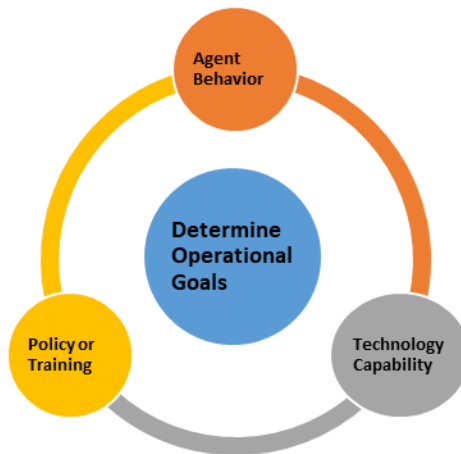 Agent
Behavior
Determine
Operational
Goals
Policy or
Training
Technology
Capability